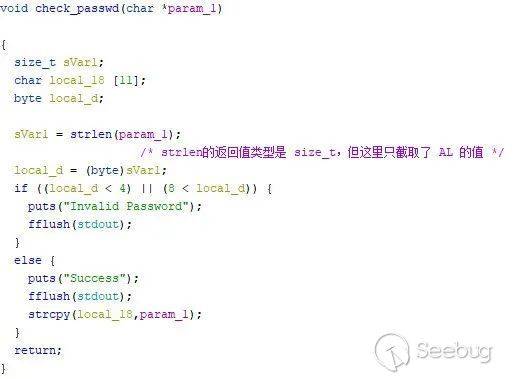 void check_passwd(char *param_1)
{
size_t sVar1;
char local_18 [11];
byte local_d;
sVar1 = strlen(param_1);
/* strlen的返回值类型是 size_t，但这里只截取了 AL 的值 */
local_d = (byte)sVar1;
if ((local_d < 4) || (8 < local_d)) {
puts("Invalid Password");
fflush(stdout);
}
else {
puts("Success");
fflush(stdout);
strcpy(local_18,param_1);
}
return;
}
Seebug